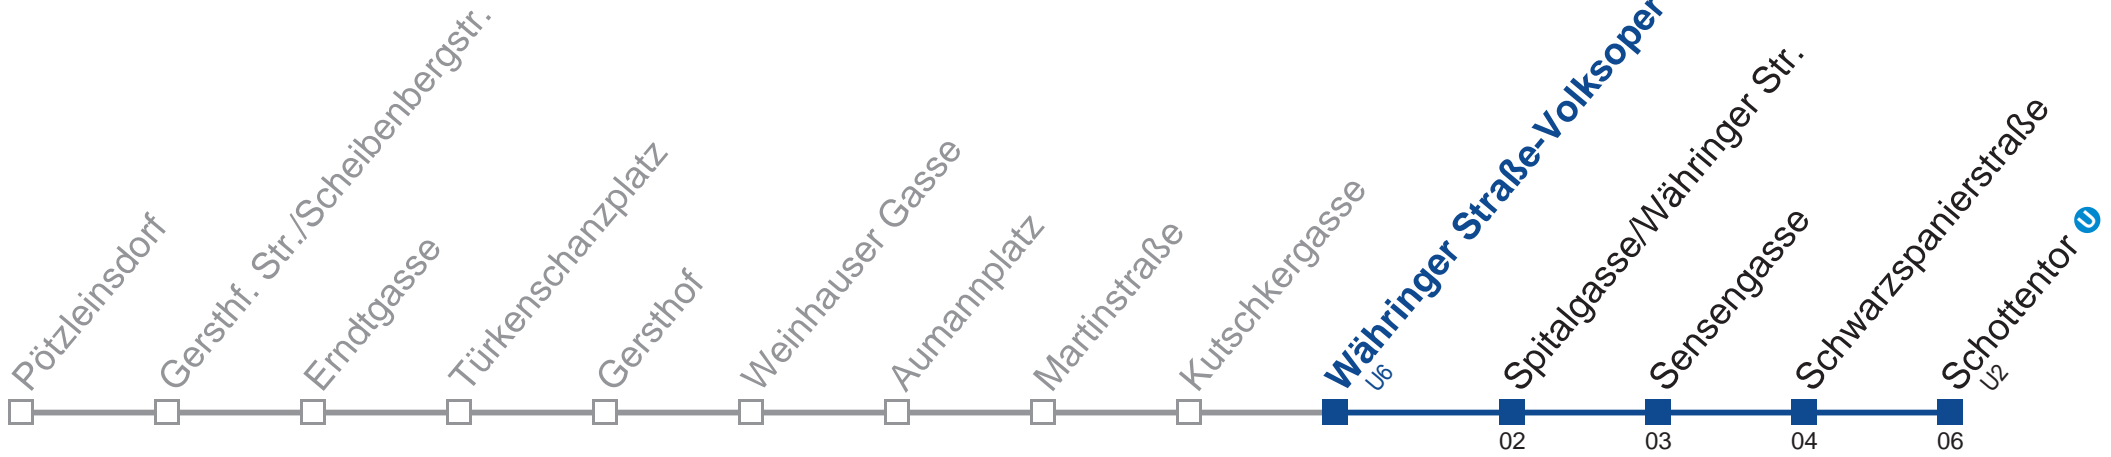 Pötzleinsdorf
Gersthf. Str./Scheibenbergstr.
Erndtgasse
Türkenschanzplatz
Gersthof
Weinhauser Gasse
Aumannplatz
Martinstraße
Kutschkergasse
Währinger Straße-Volksoper
U6
Spitalgasse/Währinger Str.
Sensengasse
Schwarzspanierstraße
Schottentor U
U2
02
03
04
06